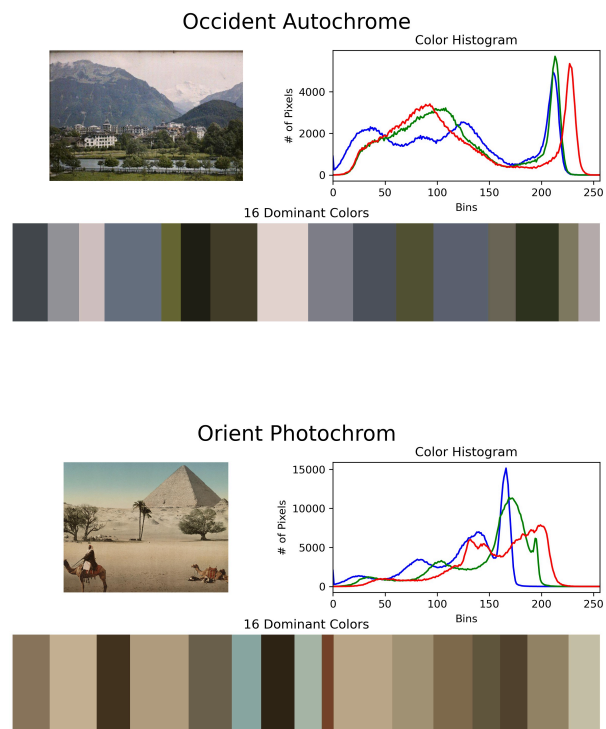 Occident Autochrome
Color Histogram
# of Pixels
4000
2000
0
0 50 100 150 200 250
Bins
16 Dominant Colors
Orient Photochrom
Color Histogram
# of Pixels
15000
10000
5000
0
0 50 100 150 200 250
Bins
16 Dominant Colors